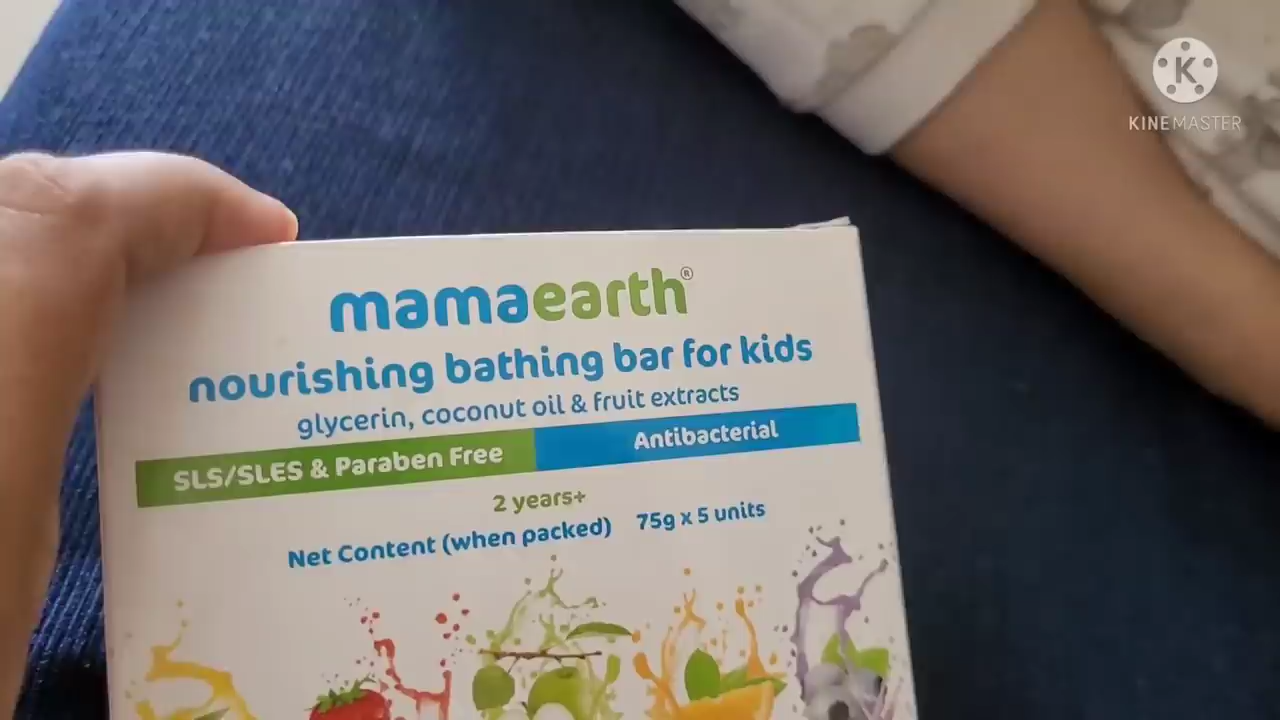 K
KINEMASTER
mamaearth®
nourishing bathing bar for kids
glycerin, coconut oil & fruit extracts
SLS/SLES & Paraben Free Antibacterial
2 years+
Net Content (when packed) 75g x 5 units